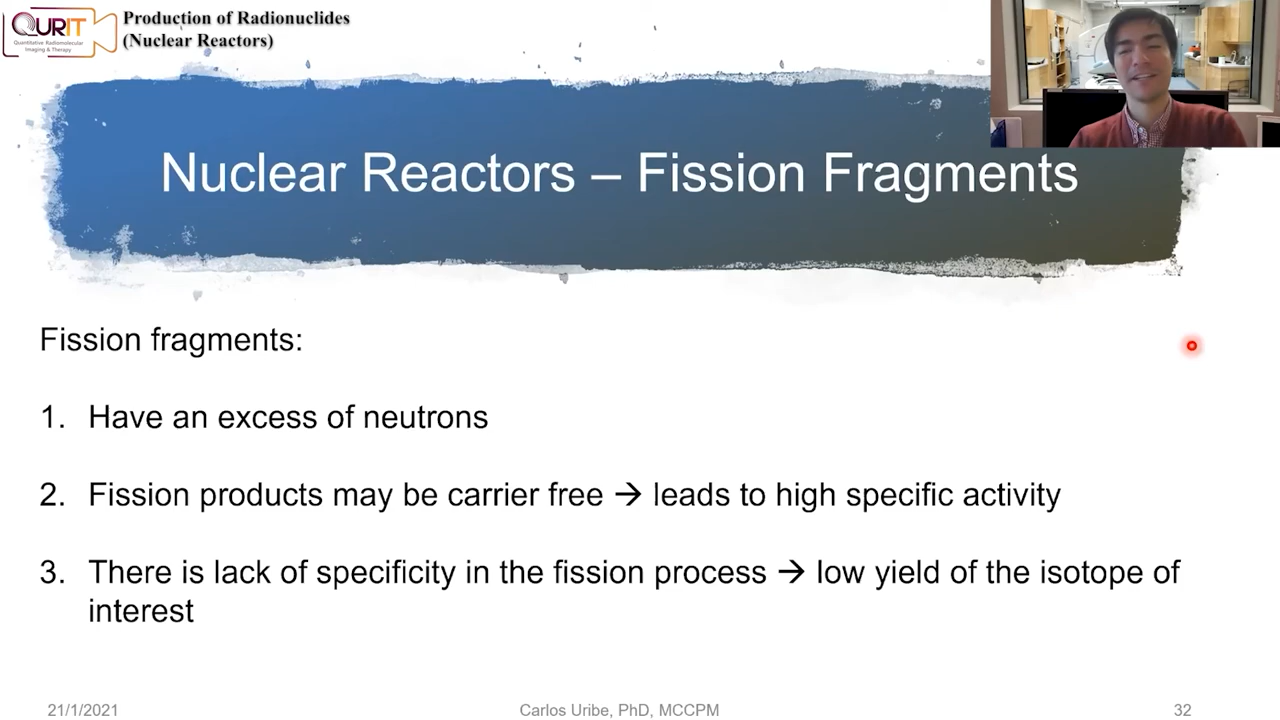 QURIT
Quantitative Radiomolecular
Imaging & Therapy
Production of Radionuclides
(Nuclear Reactors)
Nuclear Reactors – Fission Fragments
Fission fragments:
1. Have an excess of neutrons
2. Fission products may be carrier free → leads to high specific activity
3. There is lack of specificity in the fission process → low yield of the isotope of
interest
21/1/2021
Carlos Uribe, PhD, MCCPM
32